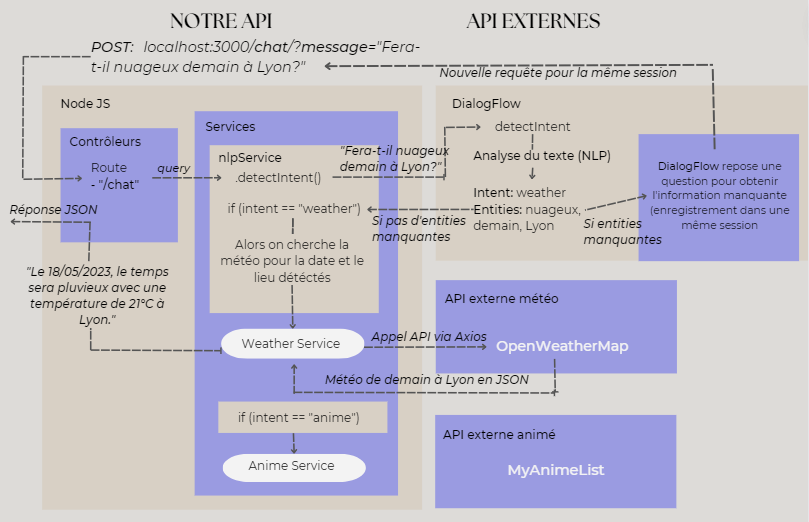 NOTRE API
API EXTERNES
POST: localhost:3000/chat/?message="Fera-
t-il nuageux demain à Lyon?"
Nouvelle requête pour la même session
Node JS
DialogFlow
Services
Contrôleurs
Route
- "/chat"
query
nlpService
.detectIntent()
"Fera-t-il nuageux
demain à Lyon?"
detectIntent
Analyse du texte (NLP)
Intent: weather
Entities: nuageux,
demain, Lyon
DialogFlow repose une
question pour obtenir
l'information manquante
(enregistrement dans une
même session
Réponse JSON
if (intent == "weather")
Si pas d'entities
manquantes
Si entities
manquantes
Alors on cherche la
météo pour la date et le
lieu détéctés
"Le 18/05/2023, le temps
sera pluvieux avec une
température de 21°C à
Lyon."
API externe météo
Weather Service
Appel API via Axios
OpenWeatherMap
Météo de demain à Lyon en JSON
if (intent == "anime")
API externe animé
Anime Service
MyAnimeList